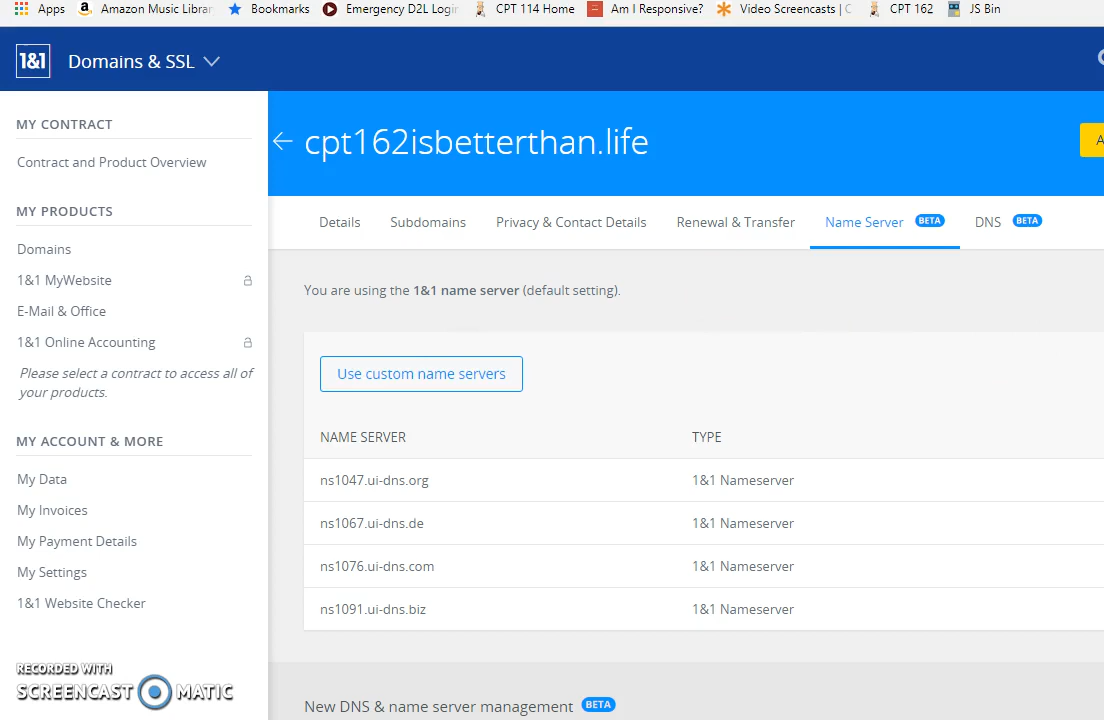 Apps Amazon Music Librar Bookmarks Emergency D2L Login CPT 114 Home Am I Responsive? Video Screencasts | C CPT 162 JS Bin
1&1 Domains & SSL
MY CONTRACT
Contract and Product Overview
MY PRODUCTS
Domains
1&1 MyWebsite
E-Mail & Office
1&1 Online Accounting
Please select a contract to access all of
your products.
MY ACCOUNT & MORE
My Data
My Invoices
My Payment Details
My Settings
1&1 Website Checker
RECORDED WITH
SCREENCAST MATIC
cpt162isbetterthan.life
A
Details Subdomains Privacy & Contact Details Renewal & Transfer Name Server BETA DNS BETA
You are using the 1&1 name server (default setting).
Use custom name servers
NAME SERVER TYPE
ns1047.ui-dns.org 1&1 Nameserver
ns1067.ui-dns.de 1&1 Nameserver
ns1076.ui-dns.com 1&1 Nameserver
ns1091.ui-dns.biz 1&1 Nameserver
New DNS & name server management BETA